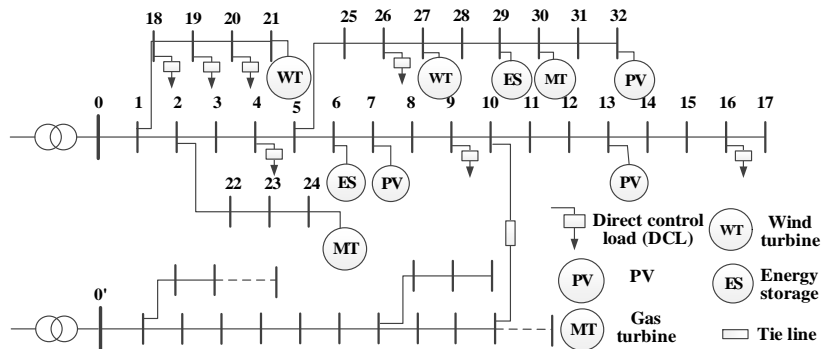 18 19 20 21 25 26 27 28 29 30 31 32
WT WT ES MT PV
0 1 2 3 4 5 6 7 8 9 10 11 12 13 14 15 16 17
ES PV PV
22 23 24
MT
Direct control
load (DCL)
WT Wind
turbine
PV PV
ES Energy
storage
0'
MT Gas
turbine
Tie line